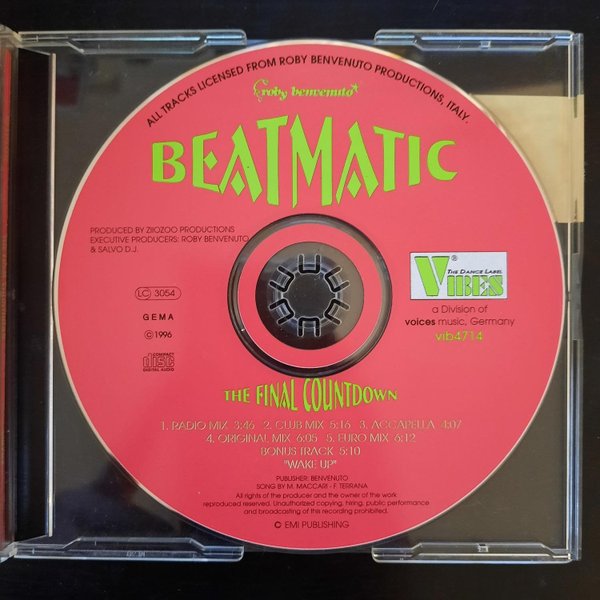 ALL TRACKS LICENSED FROM ROBY BENVENUTO PRODUCTIONS, ITALY.
roby benvenuto
BEATMATIC
PRODUCED BY ZIIOZOO PRODUCTIONS
EXECUTIVE PRODUCERS: ROBY BENVENUTO
& SALVO D.J.
LC 3054
GEMA
© 1996
COMPACT
disc
DIGITAL AUDIO
®
THE DANCE LABEL
VIBES
a Division of
voices music, Germany
vib4714
THE FINAL COUNTDOWN
1. RADIO MIX 3:46 2. CLUB MIX 5:16 3. ACCAPELLA 4:07
4. ORIGINAL MIX 6:05 5. EURO MIX 6:12
BONUS TRACK 5:10
"WAKE UP"
PUBLISHER: BENVENUTO
SONG BY M. MACCARI - F. TERRANA
All rights of the producer and the owner of the work
reproduced reserved. Unauthorized copying, hiring, public performance
and broadcasting of this recording prohibited.
© EMI PUBLISHING